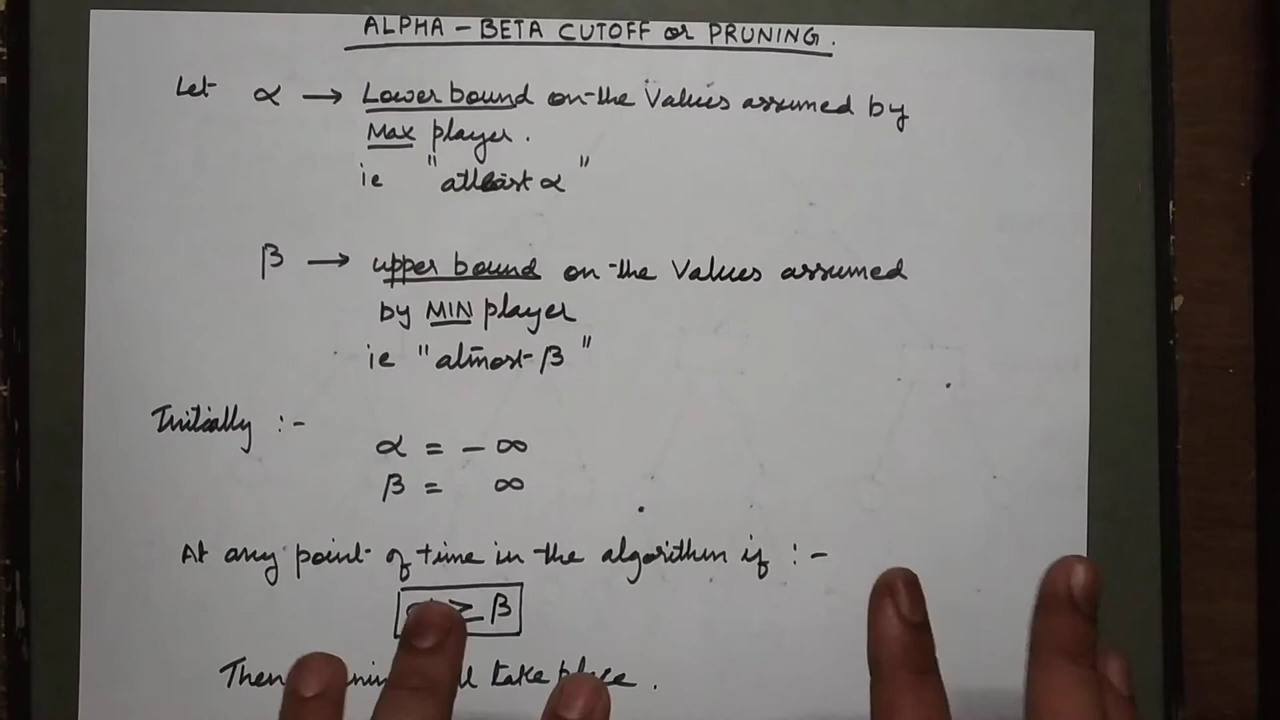 ALPHA - BETA CUTOFF or PRUNING.
Let α → Lower bound on the Values assumed by
Max player.
ie "atleast α"
β → upper bound on the Values assumed
by MIN player
ie "atmost β"
Initially :-
α = - ∞
β = ∞
At any point of time in the algorithm if :-
≥ β
Then take place.